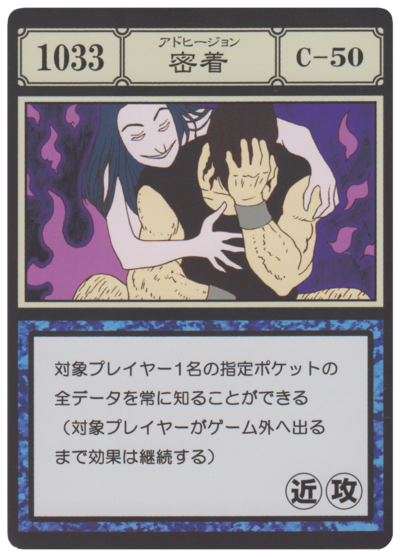 1033
アドヒージョン
密着
C-50
対象プレイヤー1名の指定ポケットの
全データを常に知ることができる
（対象プレイヤーがゲーム外へ出る
まで効果は継続する）
近 攻